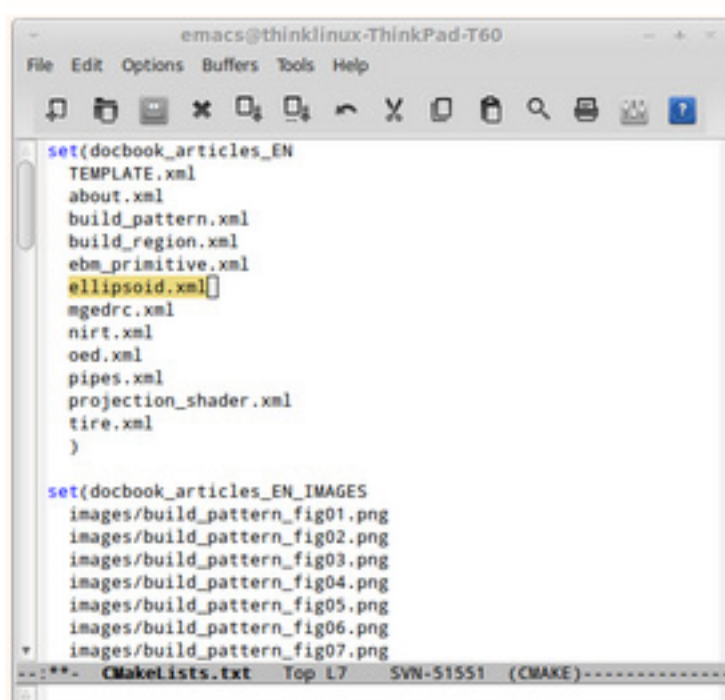 emacs@thinklinux-ThinkPad-T60
File Edit Options Buffers Tools Help
set(docbook_articles_EN
  TEMPLATE.xml
  about.xml
  build_pattern.xml
  build_region.xml
  ebm_primitive.xml
  ellipsoid.xml
  mgedrc.xml
  nirt.xml
  oed.xml
  pipes.xml
  projection_shader.xml
  tire.xml
  )
set(docbook_articles_EN_IMAGES
  images/build_pattern_fig01.png
  images/build_pattern_fig02.png
  images/build_pattern_fig03.png
  images/build_pattern_fig04.png
  images/build_pattern_fig05.png
  images/build_pattern_fig06.png
  images/build_pattern_fig07.png
--:**-  CMakeLists.txt   Top L7    SVN-51551  (CMAKE)-------------